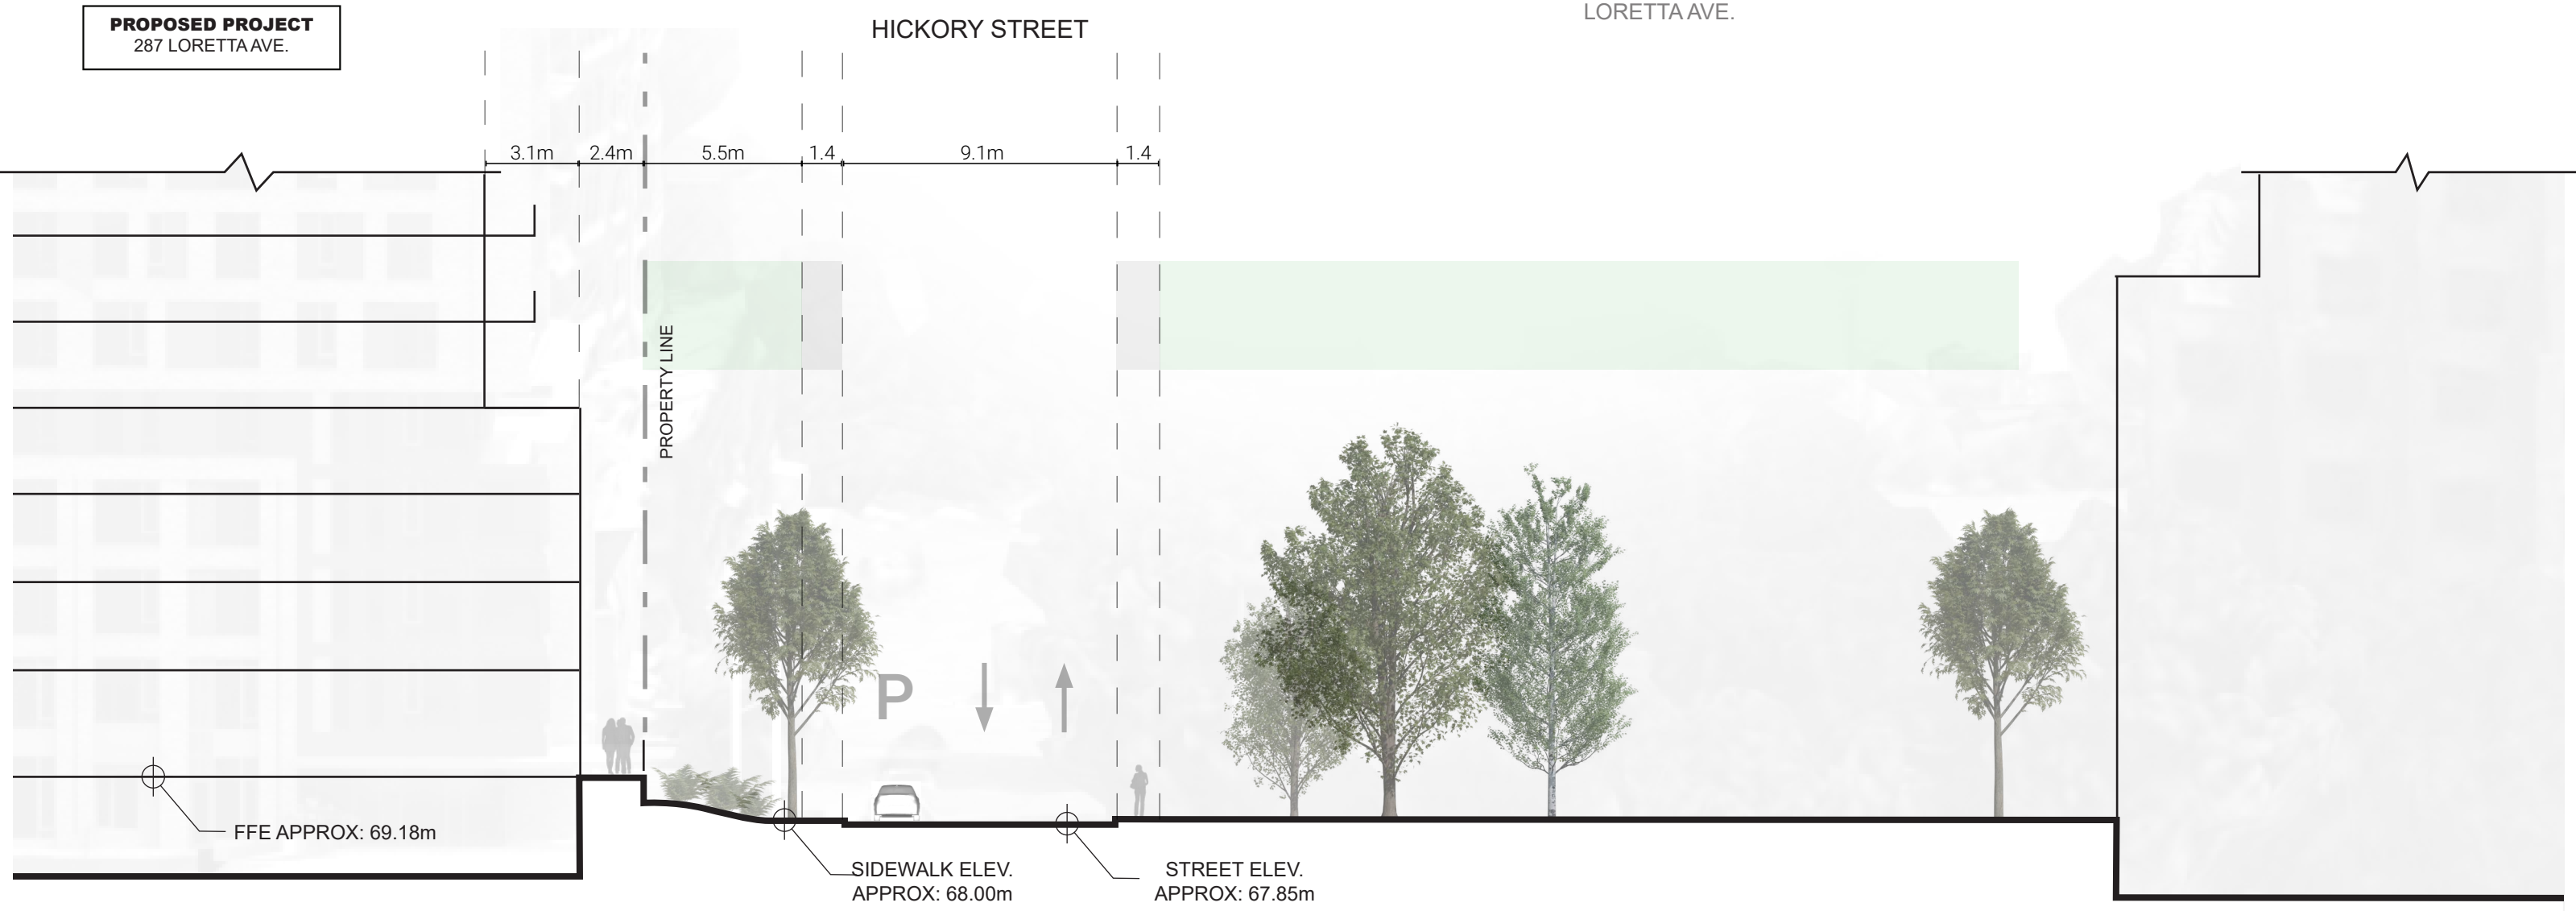 PROPOSED PROJECT
287 LORETTA AVE.
HICKORY STREET
LORETTA AVE.
3.1m
2.4m
5.5m
1.4
9.1m
1.4
PROPERTY LINE
P
FFE APPROX: 69.18m
SIDEWALK ELEV.
APPROX: 68.00m
STREET ELEV.
APPROX: 67.85m